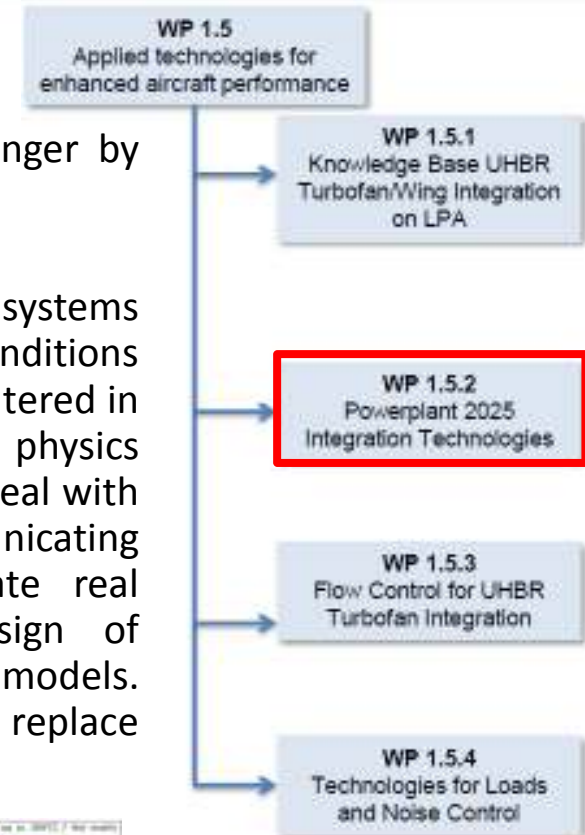 WP 1.5
Applied technologies for
enhanced aircraft performance
nger by
systems
nditions
tered in
physics
eal with
nicating
nte real
sign of
models.
replace
WP 1.5.1
Knowledge Base UHBR
Turbofan/Wing Integration
on LPA
WP 1.5.2
Powerplant 2025
Integration Technologies
WP 1.5.3
Flow Control for UHBR
Turbofan Integration
WP 1.5.4
Technologies for Loads
and Noise Control